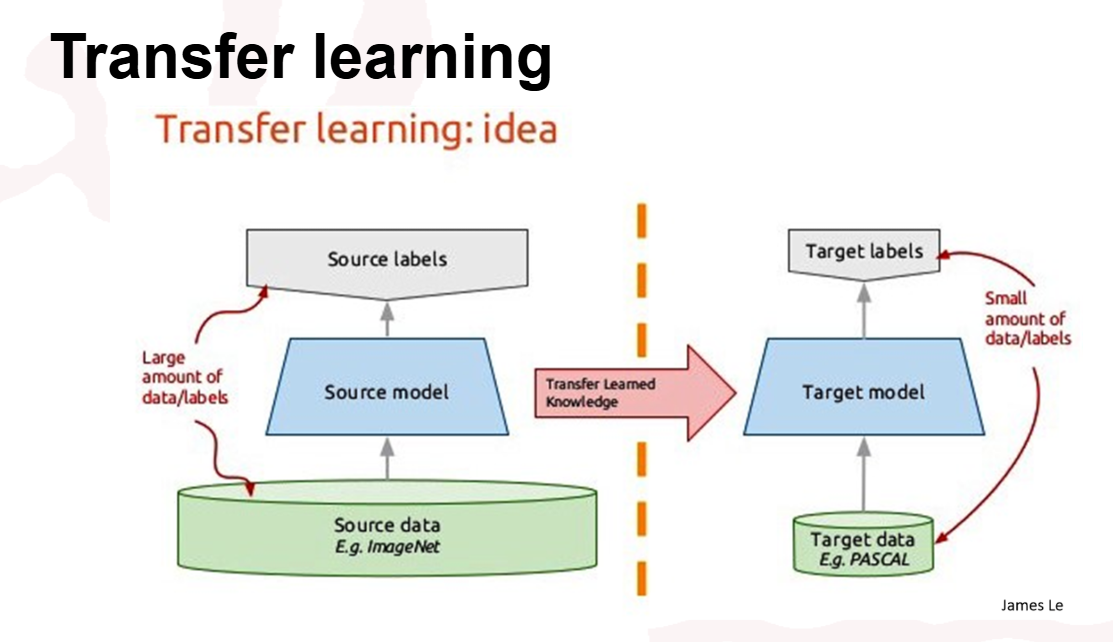 Transfer learning
Transfer learning: idea
Source labels
Large
amount of
data/labels
Source model
Source data
E.g. ImageNet
Transfer Learned
Knowledge
Target labels
Small
amount of
data/labels
Target model
Target data
E.g. PASCAL
James Le